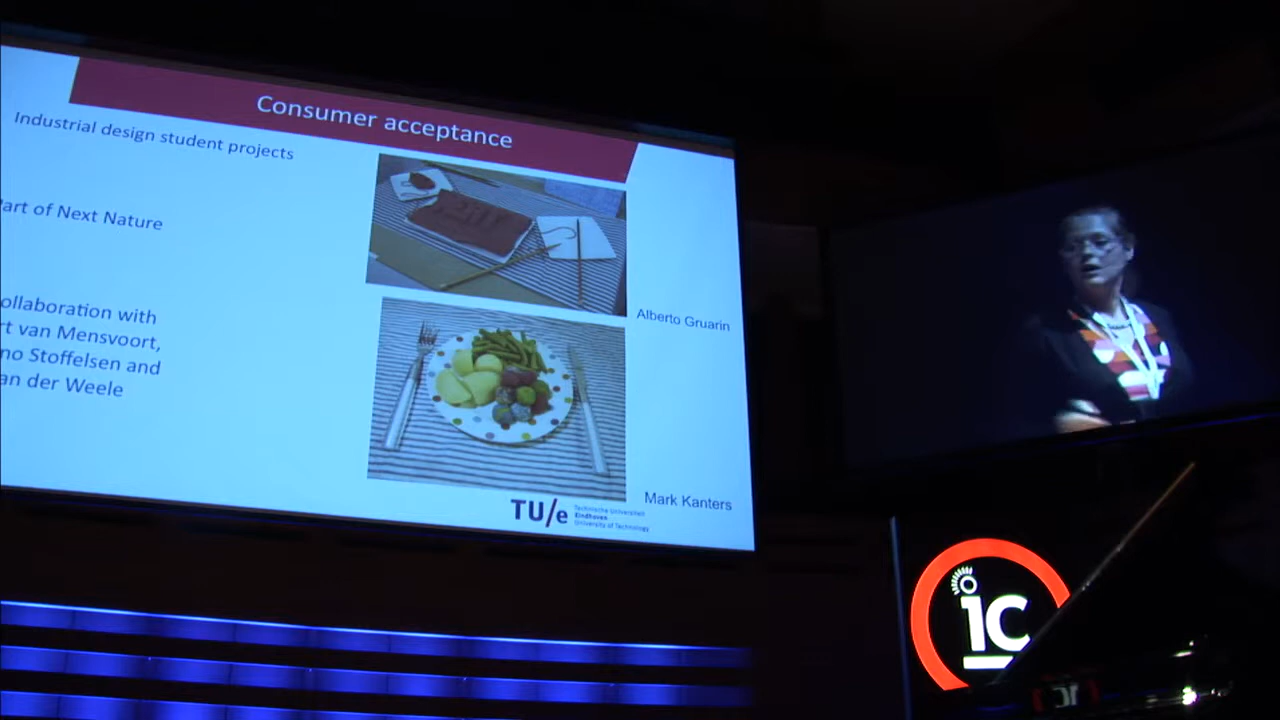 Consumer acceptance
Industrial design student projects
art of Next Nature
ollaboration with
rt van Mensvoort,
no Stoffelsen and
an der Weele
Alberto Gruarin
Mark Kanters
TU/e
Technische Universiteit
Eindhoven
University of Technology
ic